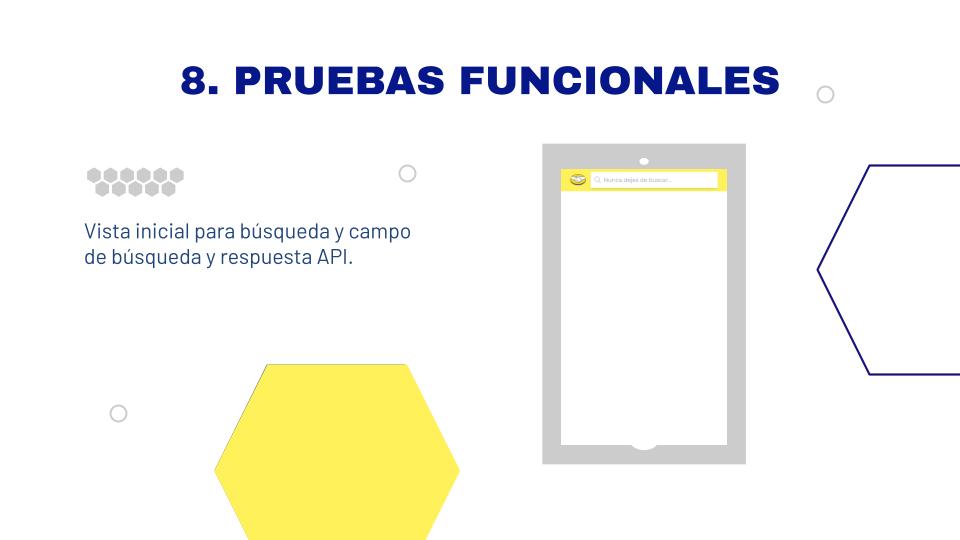 8. PRUEBAS FUNCIONALES
Vista inicial para búsqueda y campo
de búsqueda y respuesta API.
Nunca dejes de buscar...